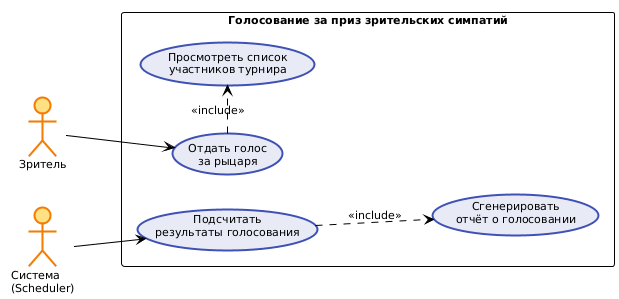 Голосование за приз зрительских симпатий
Просмотреть список
участников турнира
«include»
Зритель
Отдать голос
за рыцаря
Подсчитать
результаты голосования
«include»
Сгенерировать
отчёт о голосовании
Система
(Scheduler)